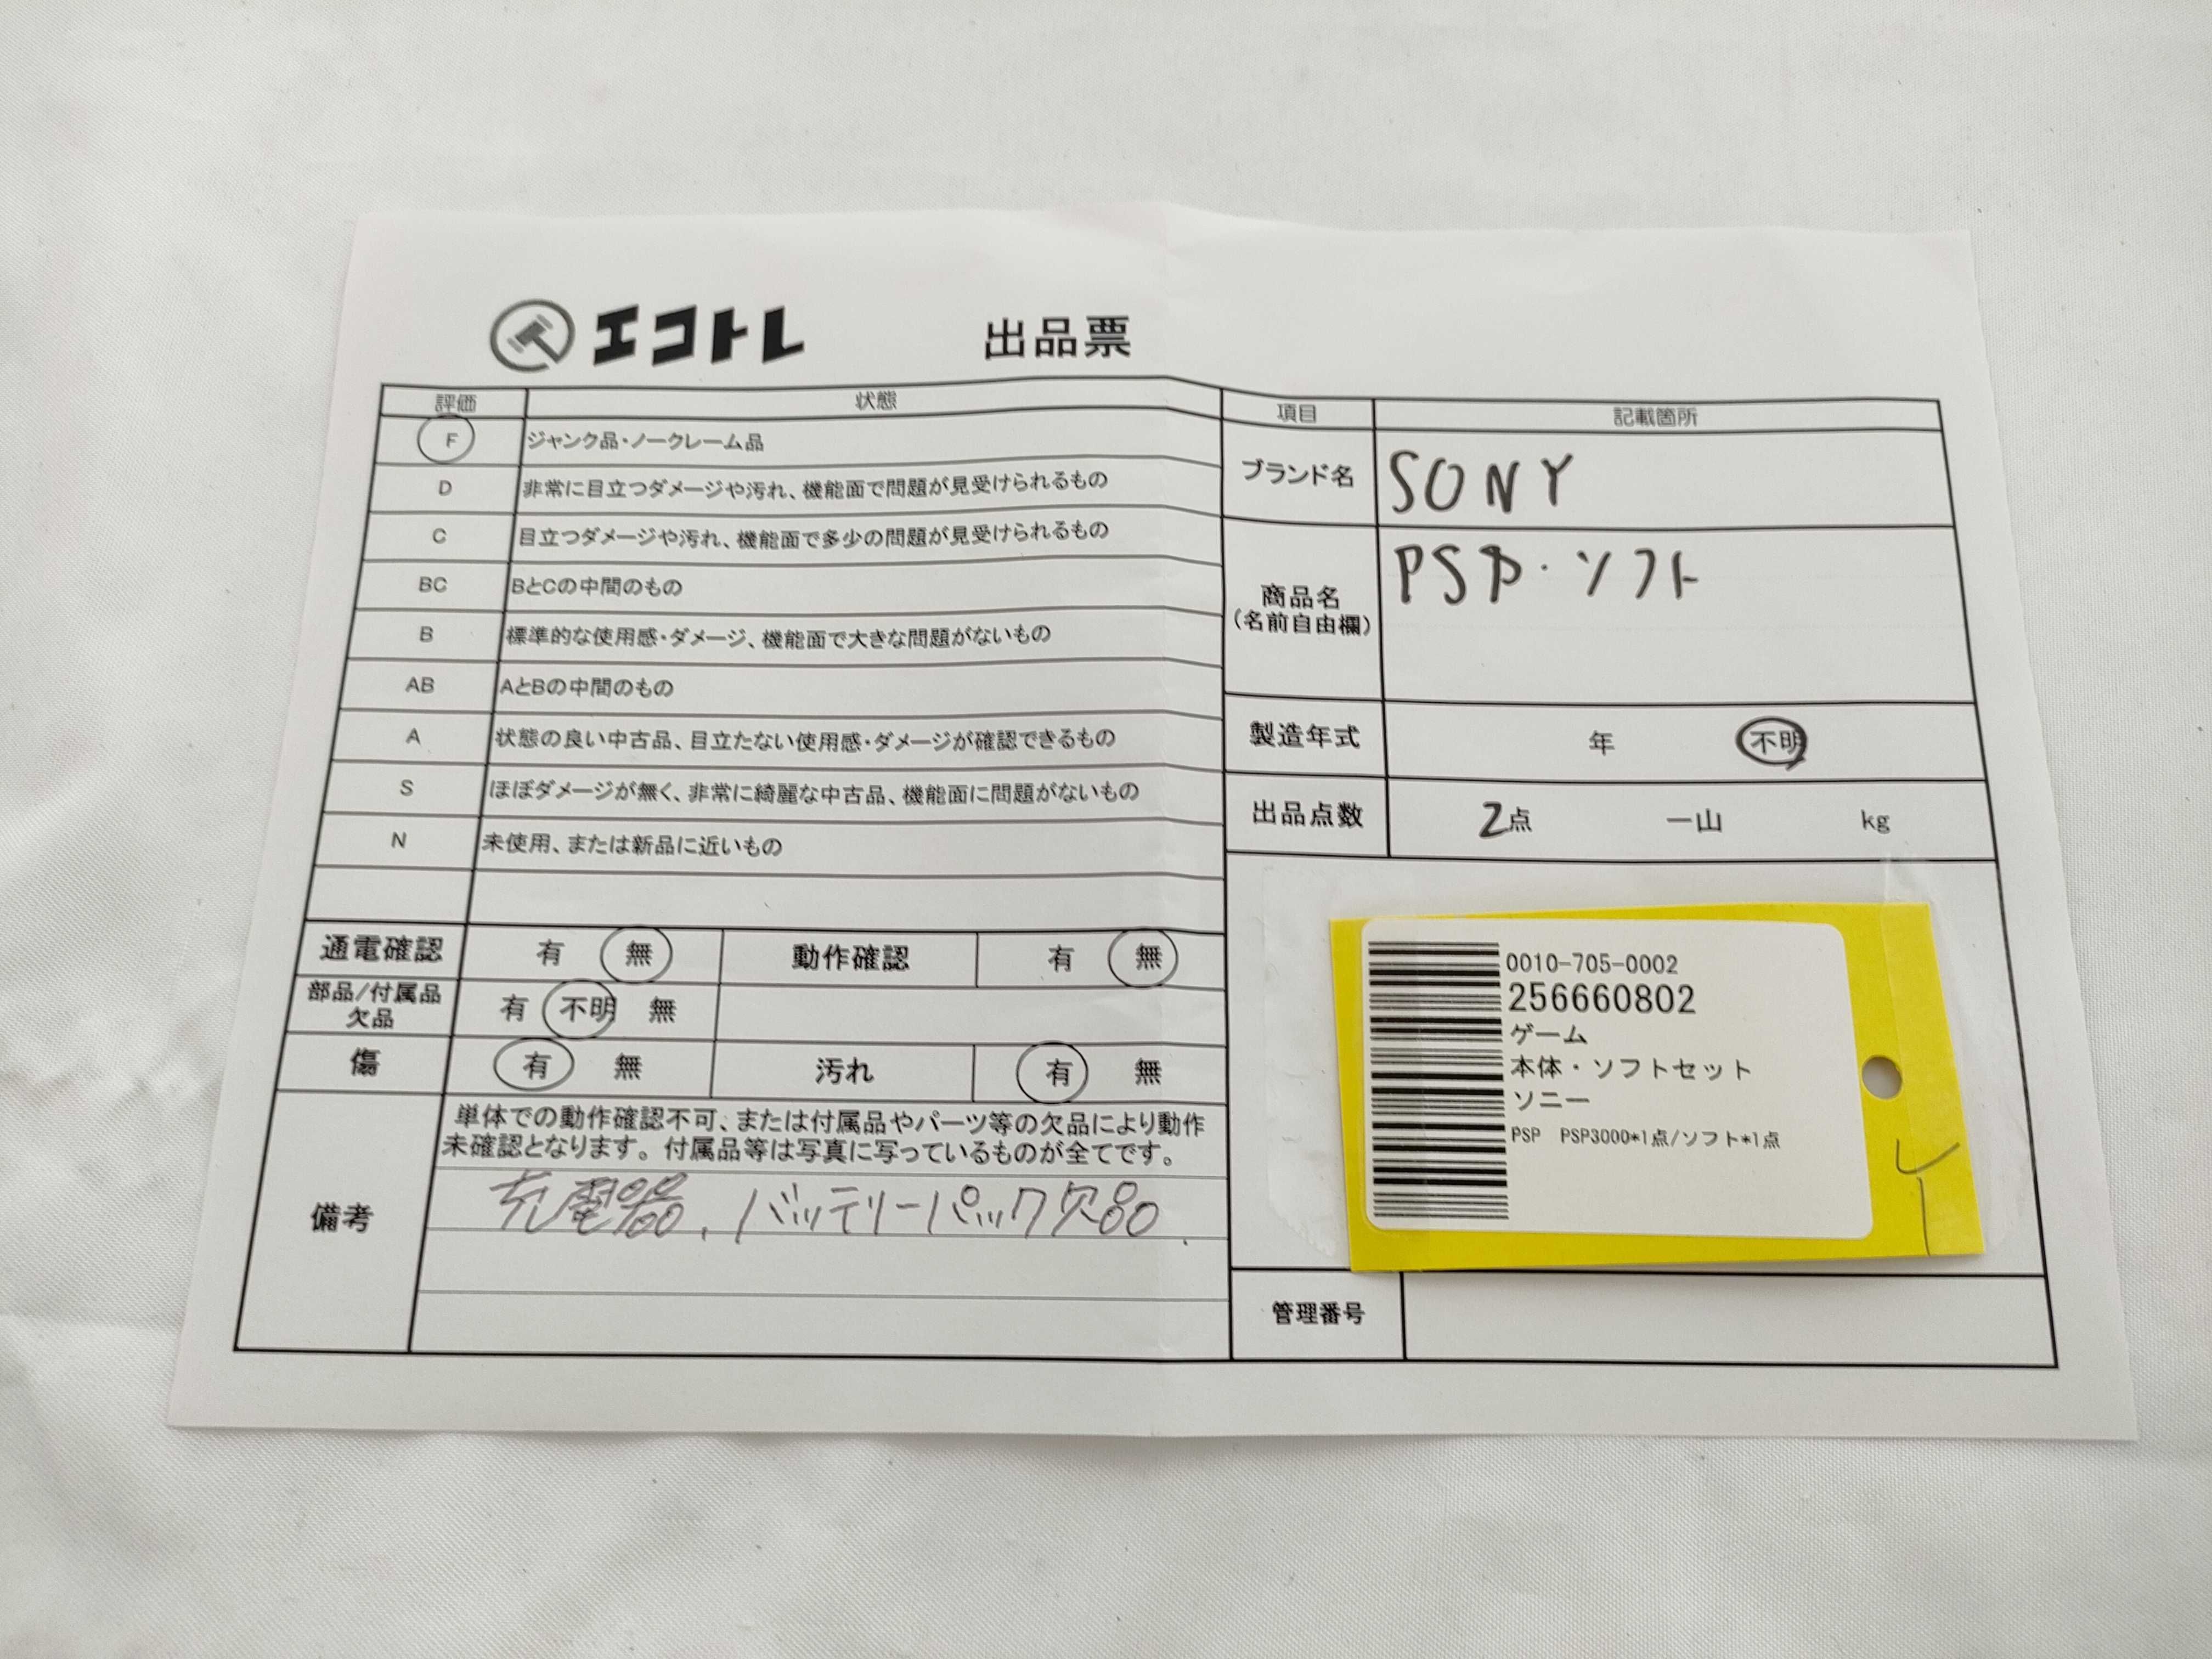 エコトレ 出品票
評価 状態
F ジャンク品・ノークレーム品
D 非常に目立つダメージや汚れ、機能面で問題が見受けられるもの
C 目立つダメージや汚れ、機能面で多少の問題が見受けられるもの
BC BとCの中間のもの
B 標準的な使用感・ダメージ、機能面で大きな問題がないもの
AB AとBの中間のもの
A 状態の良い中古品、目立たない使用感・ダメージが確認できるもの
S ほぼダメージが無く、非常に綺麗な中古品、機能面に問題がないもの
N 未使用、または新品に近いもの
通電確認 有 無 動作確認 有 無
部品/付属品
欠品 有 不明 無
傷 有 無 汚れ 有 無
備考
単体での動作確認不可、または付属品やパーツ等の欠品により動作
未確認となります。付属品等は写真に写っているものが全てです。
充電器、バッテリーパック欠品
項目 記載箇所
ブランド名 SONY
商品名
(名前自由欄) PSP・ソフト
製造年式 年 不明
出品点数 2点 一山 kg
0010-705-0002
256660802
ゲーム
本体・ソフトセット
ソニー
PSP PSP3000*1点/ソフト*1点
管理番号